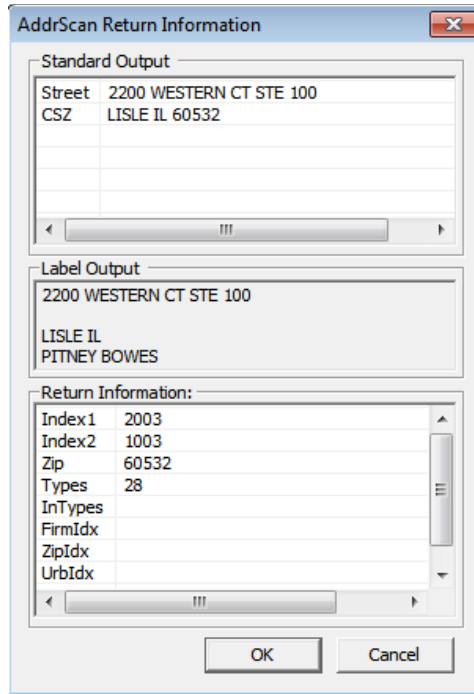 AddrScan Return Information
Standard Output
Street 2200 WESTERN CT STE 100
CSZ LISLE IL 60532
Label Output
2200 WESTERN CT STE 100
LISLE IL
PITNEY BOWES
Return Information:
Index1 2003
Index2 1003
Zip 60532
Types 28
InTypes
FirmIdx
ZipIdx
UrbIdx
OK Cancel